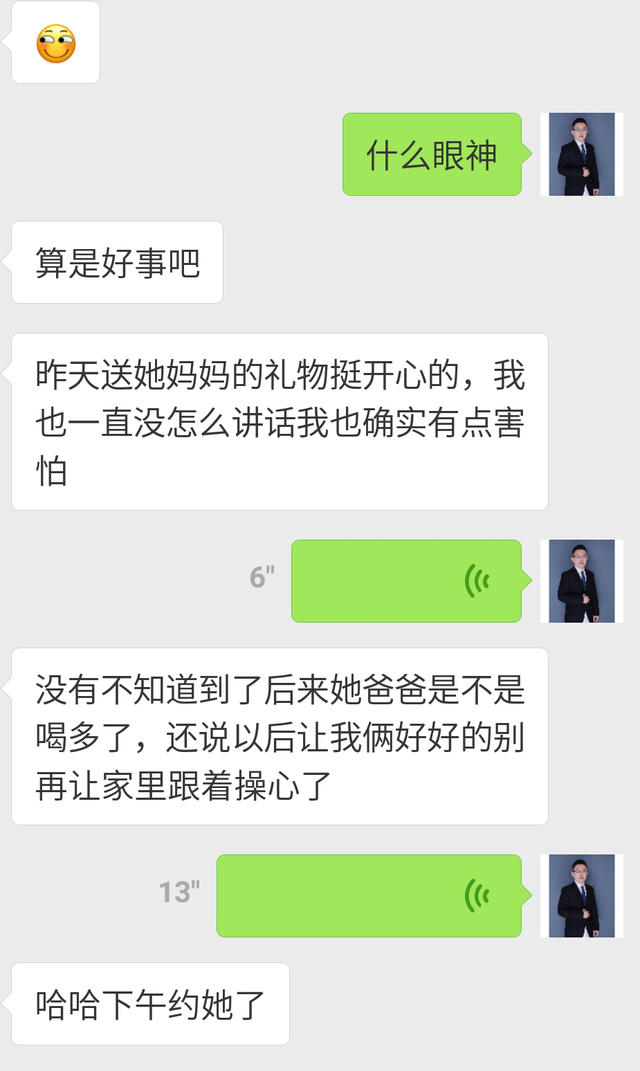 什么眼神
算是好事吧
昨天送她妈妈的礼物挺开心的，我
也一直没怎么讲话我也确实有点害
怕
6"
没有不知道到了后来她爸爸是不是
喝多了，还说以后让我俩好好的别
再让家里跟着操心了
13"
哈哈下午约她了